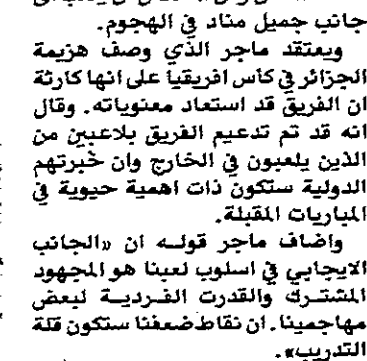 جانب جميل مناد في الهجوم.
ويعتقد ماجر الذي وصف هزيمة
الجزائر في كأس افريقيا على انها كارثة
ان الفريق قد استعاد معنوياته. وقال
انه قد تم تدعيم الفريق بلاعبين من
الذين يلعبون في الخارج وان خبرتهم
الدولية ستكون ذات اهمية حيوية في
المباريات المقبلة.
واضاف ماجر قوله ان «الجانب
الايجابي في اسلوب لعبنا هو المجهود
المشترك والقدرت الفردية لبعض
مهاجمينا. ان نقاط ضعفنا ستكون قلة
التدريب».